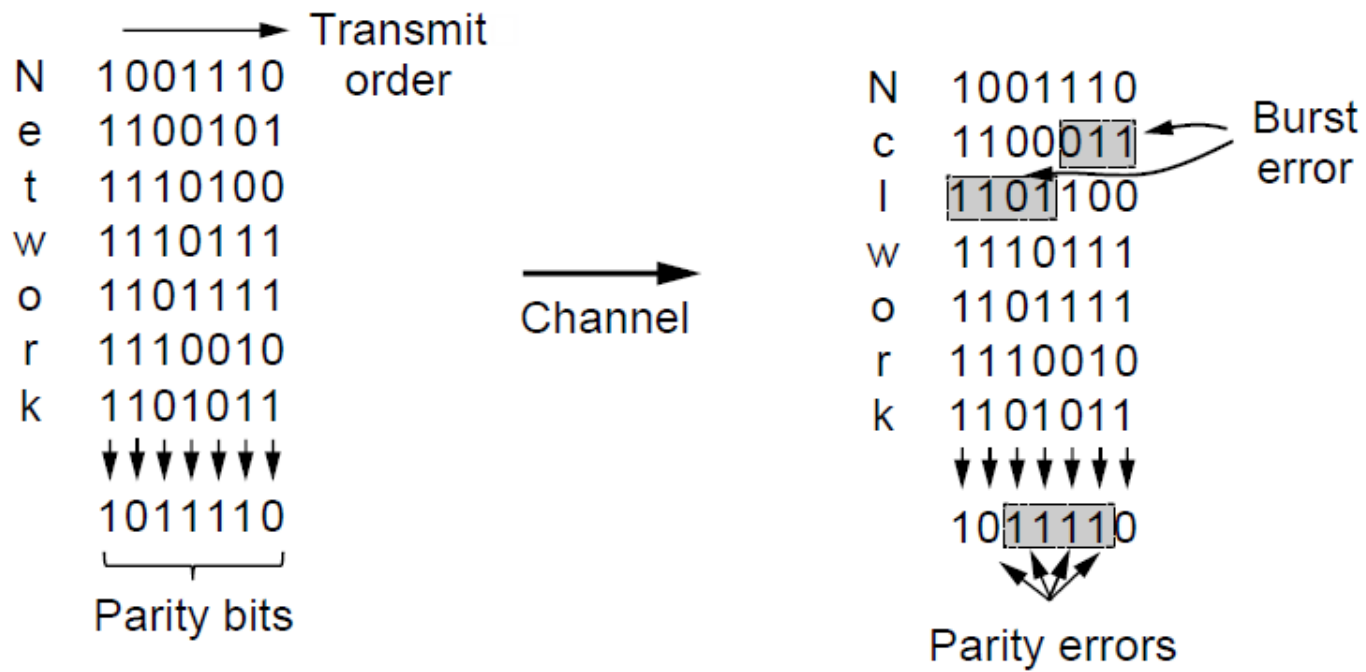 Transmit
order
N 1001110
e 1100101
t 1110100
w 1110111
o 1101111
r 1110010
k 1101011
1011110
Parity bits
Channel
N 1001110
c 1100011
l 1101100
w 1110111
o 1101111
r 1110010
k 1101011
1011110
Burst
error
Parity errors